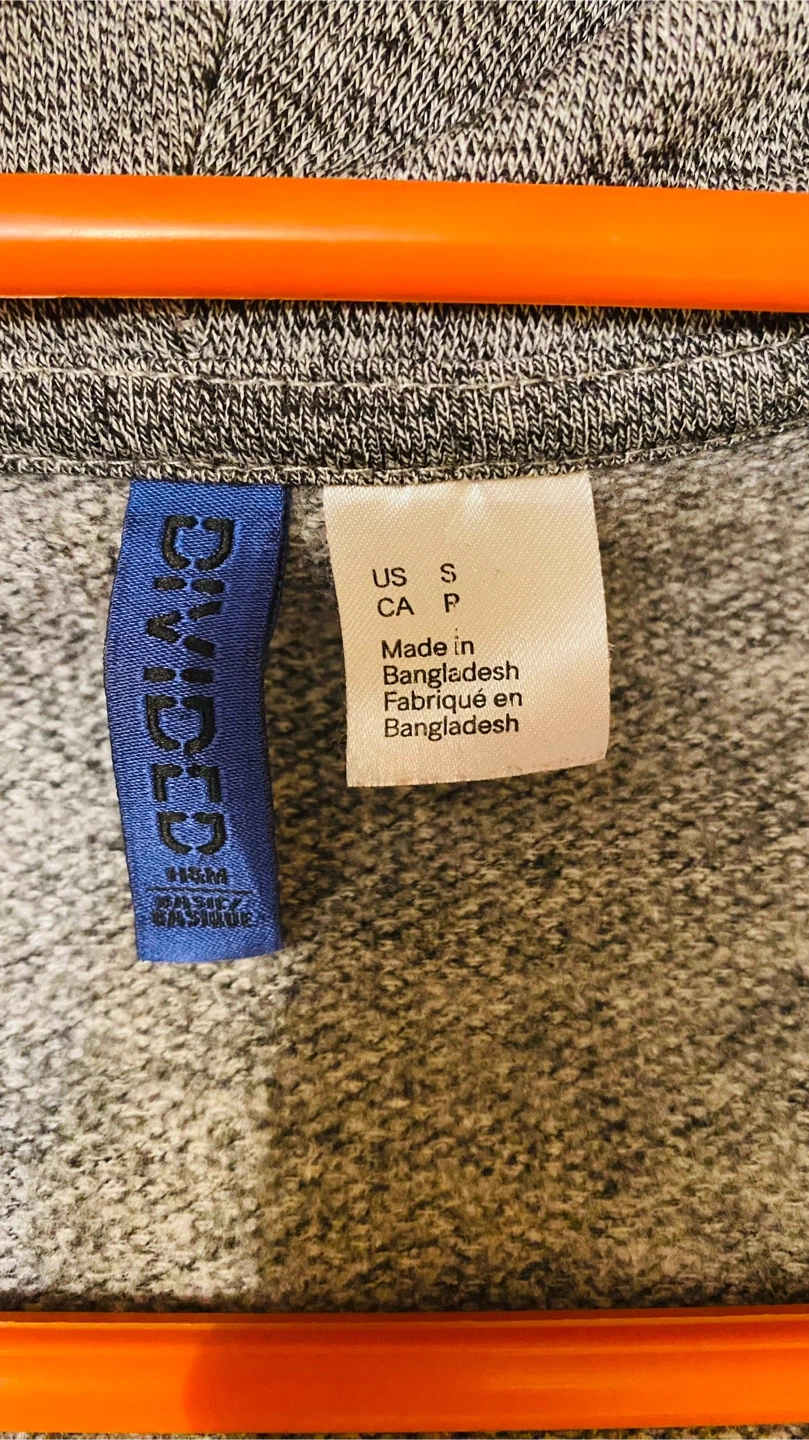 DIVIDED
H&M
BASIC/
BASIQUE
US S
CA P
Made in
Bangladesh
Fabriqué en
Bangladesh